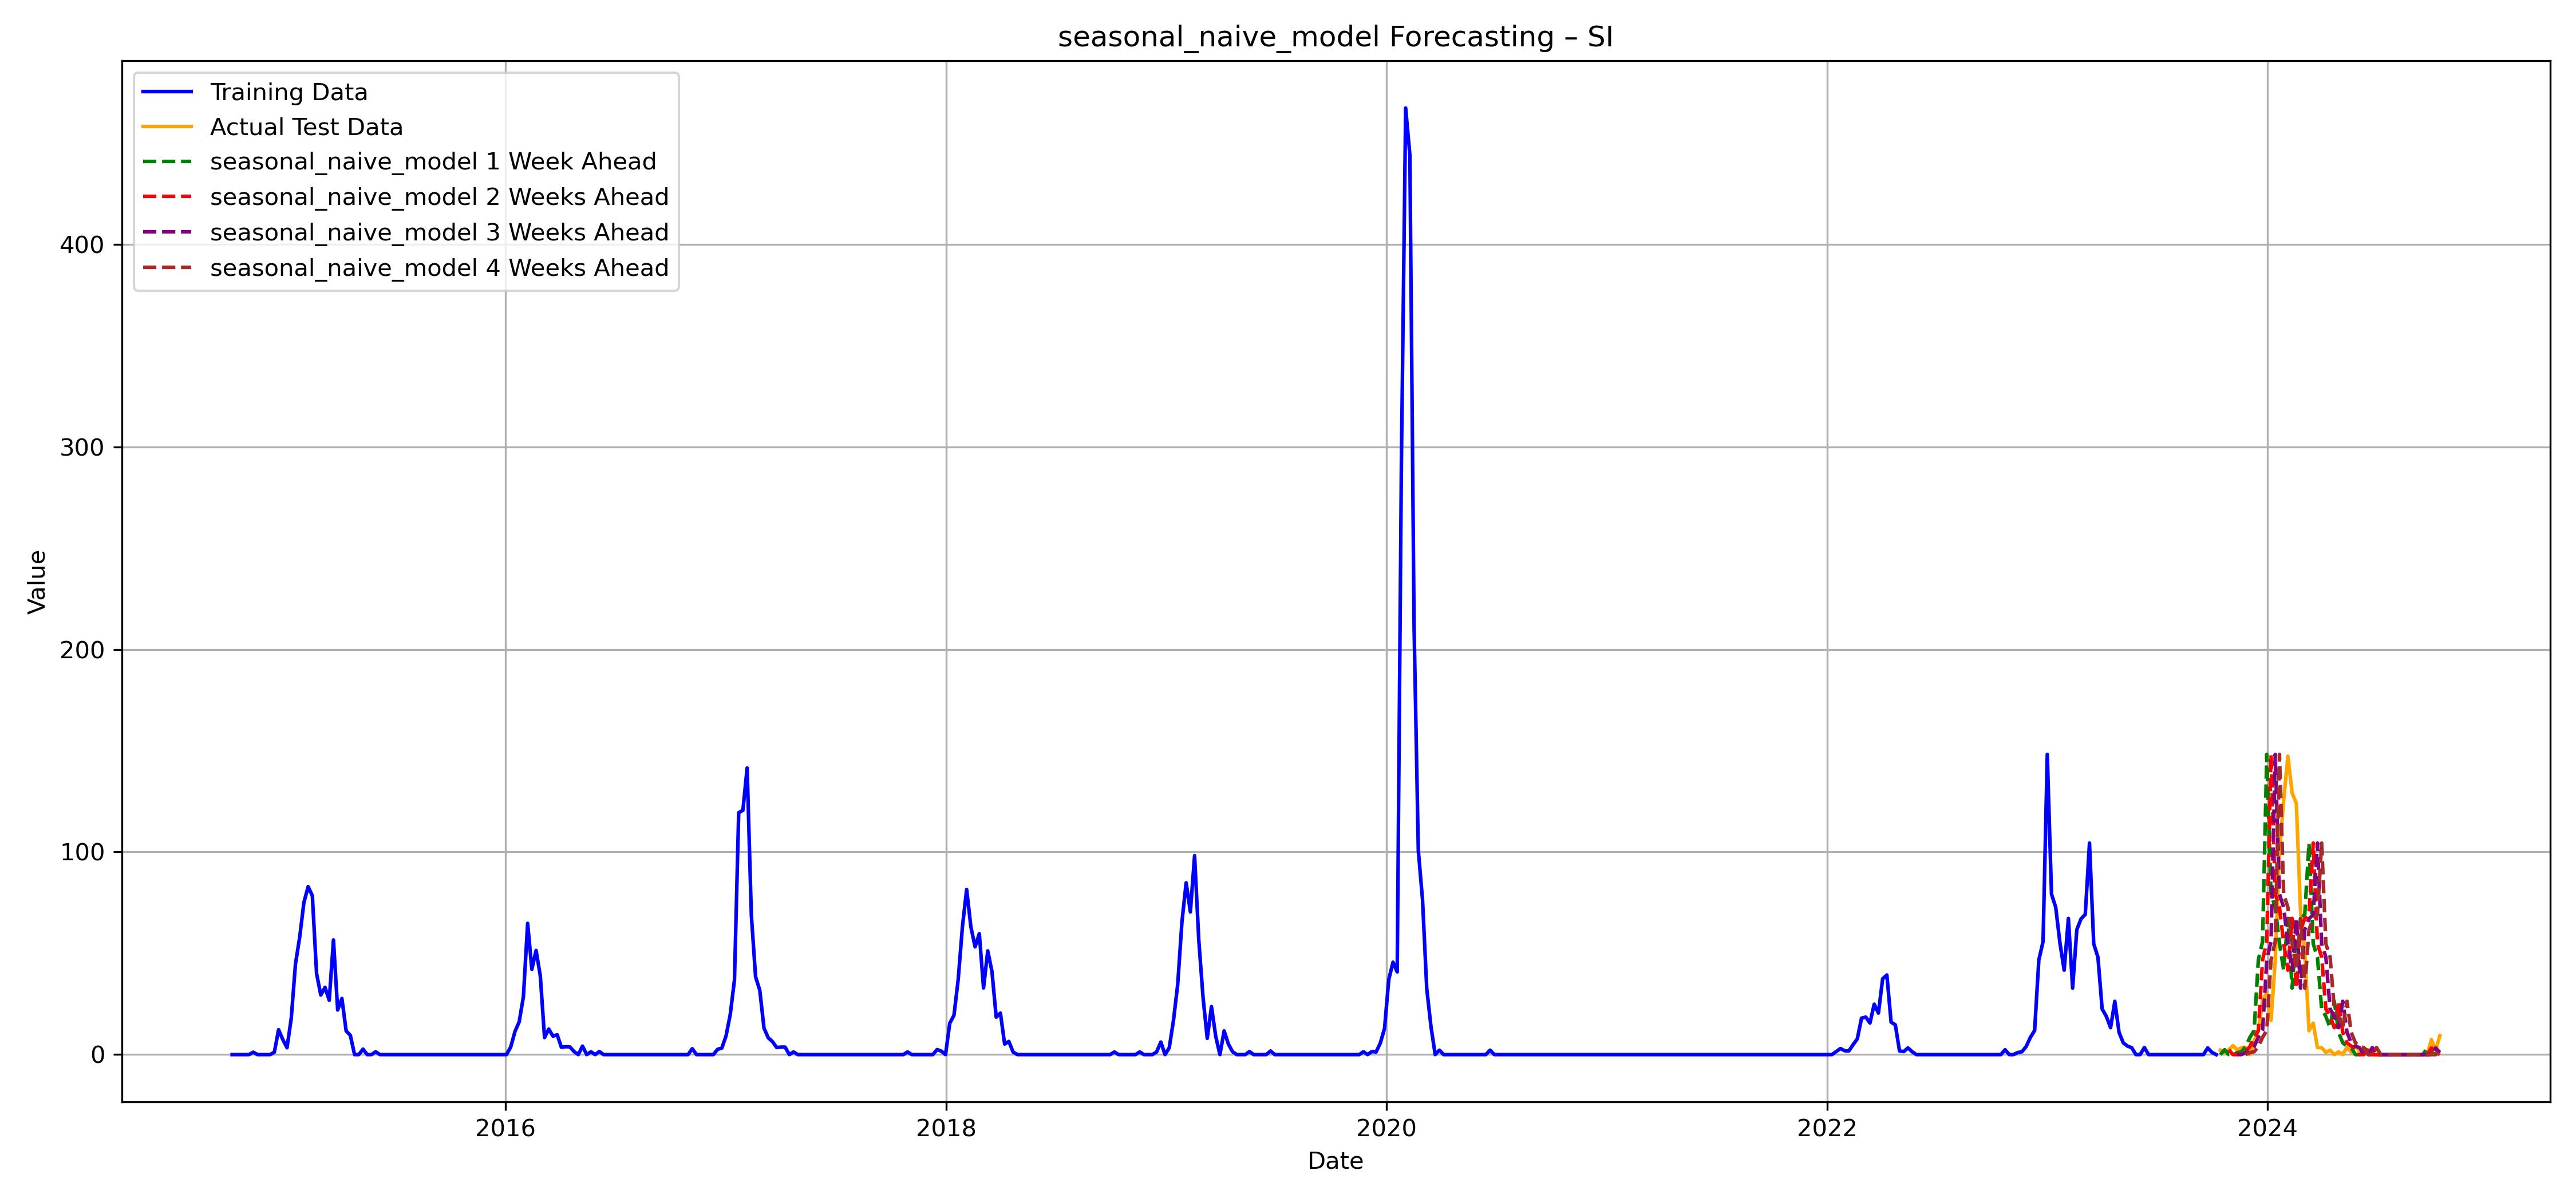 seasonal_naive_model Forecasting – SI
Training Data
Actual Test Data
seasonal_naive_model 1 Week Ahead
seasonal_naive_model 2 Weeks Ahead
seasonal_naive_model 3 Weeks Ahead
seasonal_naive_model 4 Weeks Ahead
400
300
200
100
0
Value
2016
2018
2020
2022
2024
Date